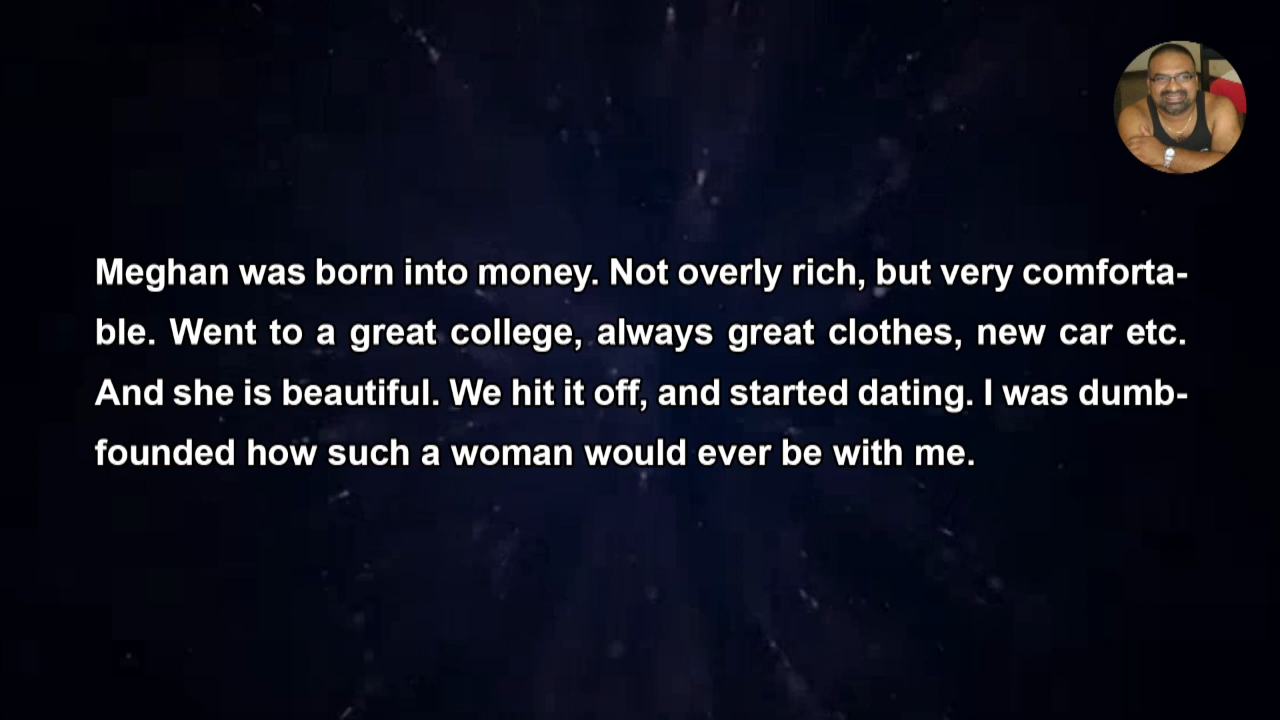 Meghan was born into money. Not overly rich, but very comforta-
ble. Went to a great college, always great clothes, new car etc.
And she is beautiful. We hit it off, and started dating. I was dumb-
founded how such a woman would ever be with me.